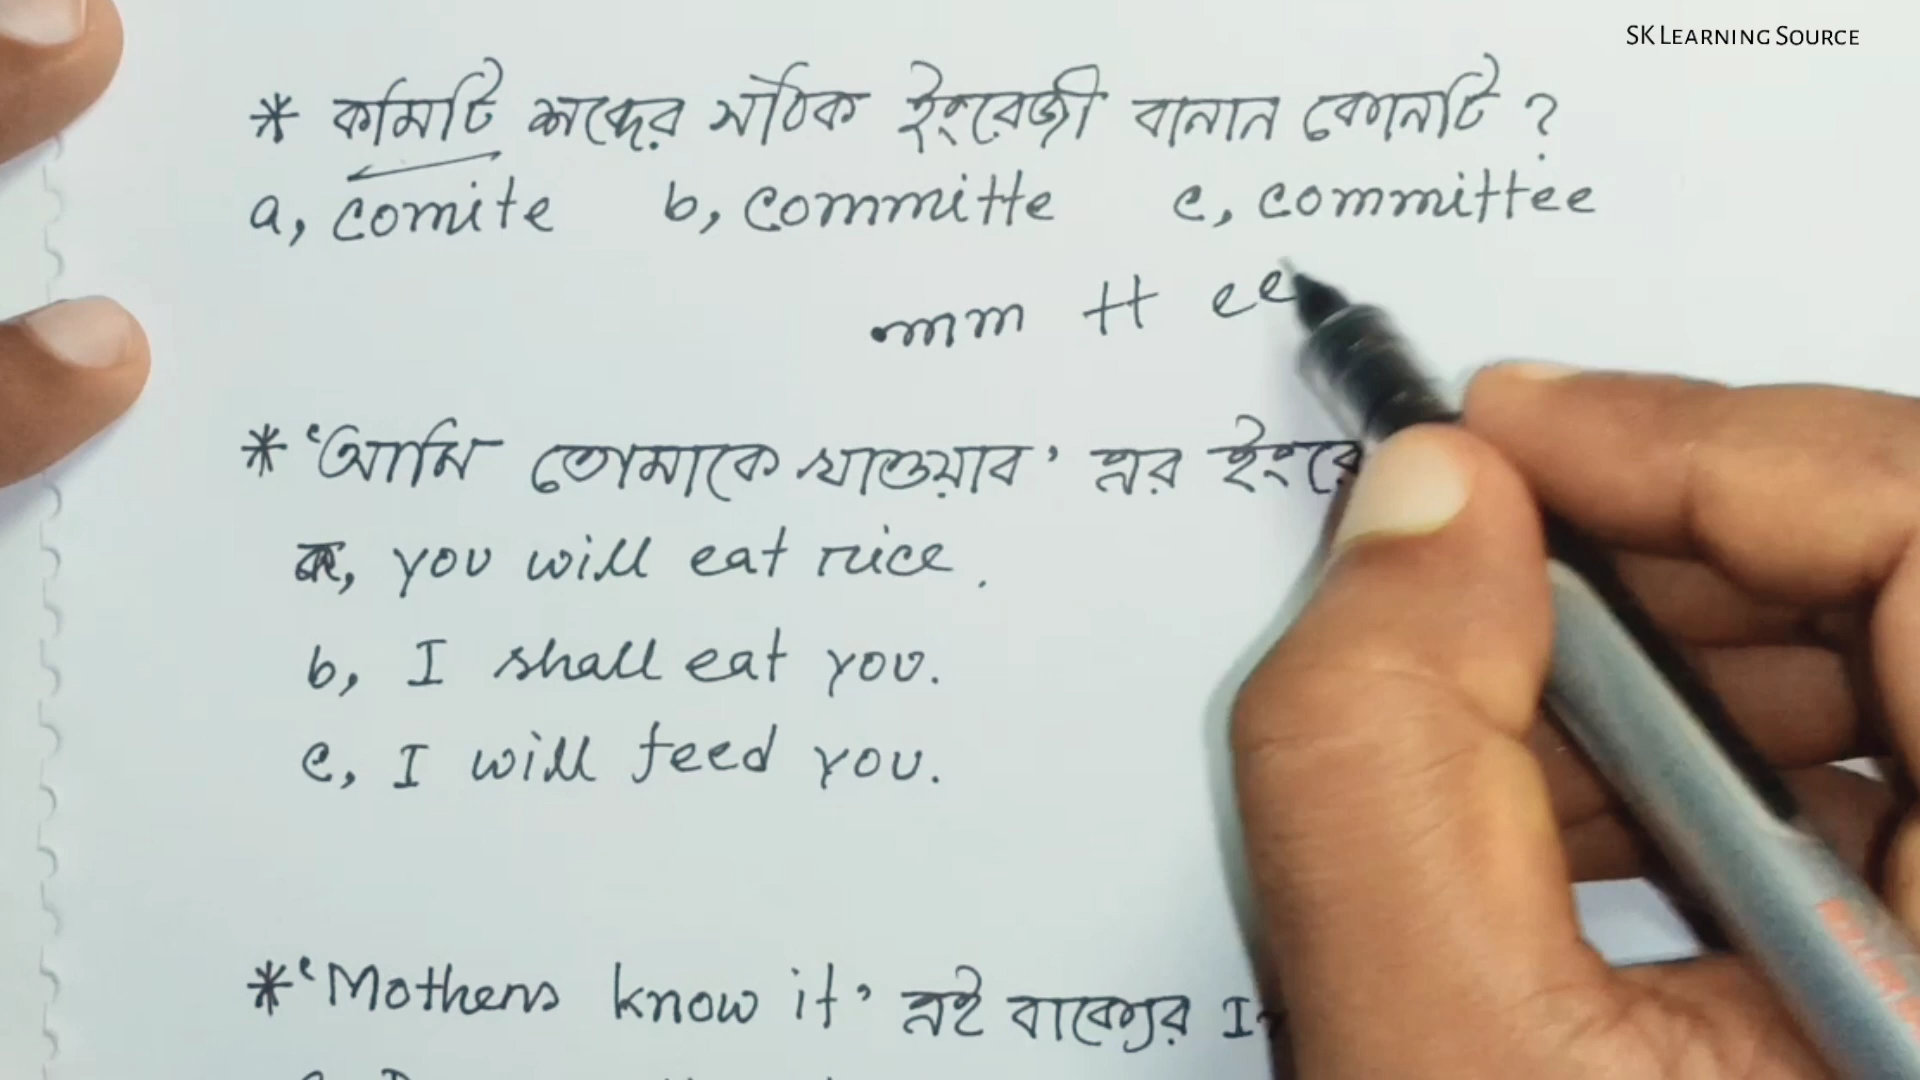 SK Learning Source
* কমিটি শব্দের সঠিক ইংরেজী বানান কোনটি ?
a, comite b, committe c, committee
mm tt ee
* ‘আমি তোমাকে খাওয়াব’ এর ইংরে
a, you will eat rice.
b, I shall eat you.
c, I will feed you.
* ‘Mothers know it’ এই বাক্যের